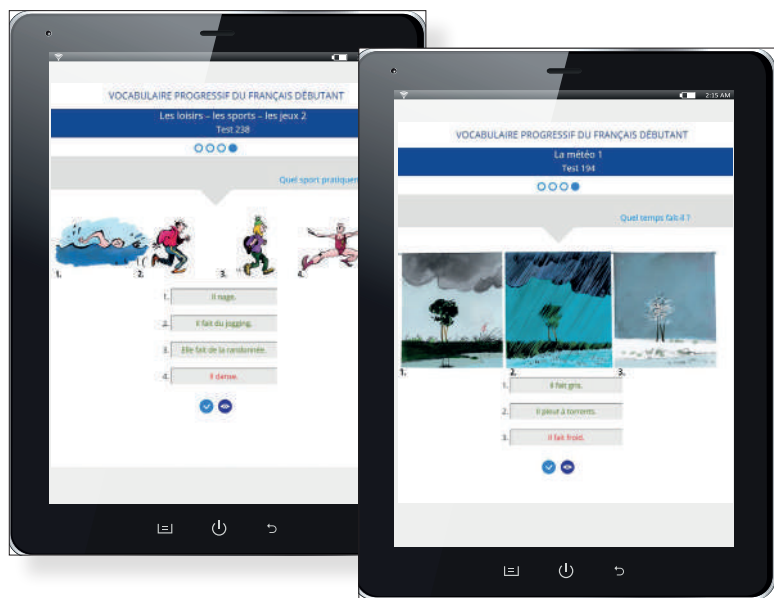 VOCABULAIRE PROGRESSIF DU FRANÇAIS DÉBUTANT
Les loisirs – les sports – les jeux 2
Test 238
Quel sport pratiquen
1.
2.
3.
4.
1. Il nage.
2. Il fait du jogging.
3. Elle fait de la randonnée.
4. Il danse.
2:15 AM
VOCABULAIRE PROGRESSIF DU FRANÇAIS DÉBUTANT
La météo 1
Test 194
Quel temps fait-il ?
1.
2.
3.
1. Il fait gris.
2. Il pleut à torrents.
3. Il fait froid.